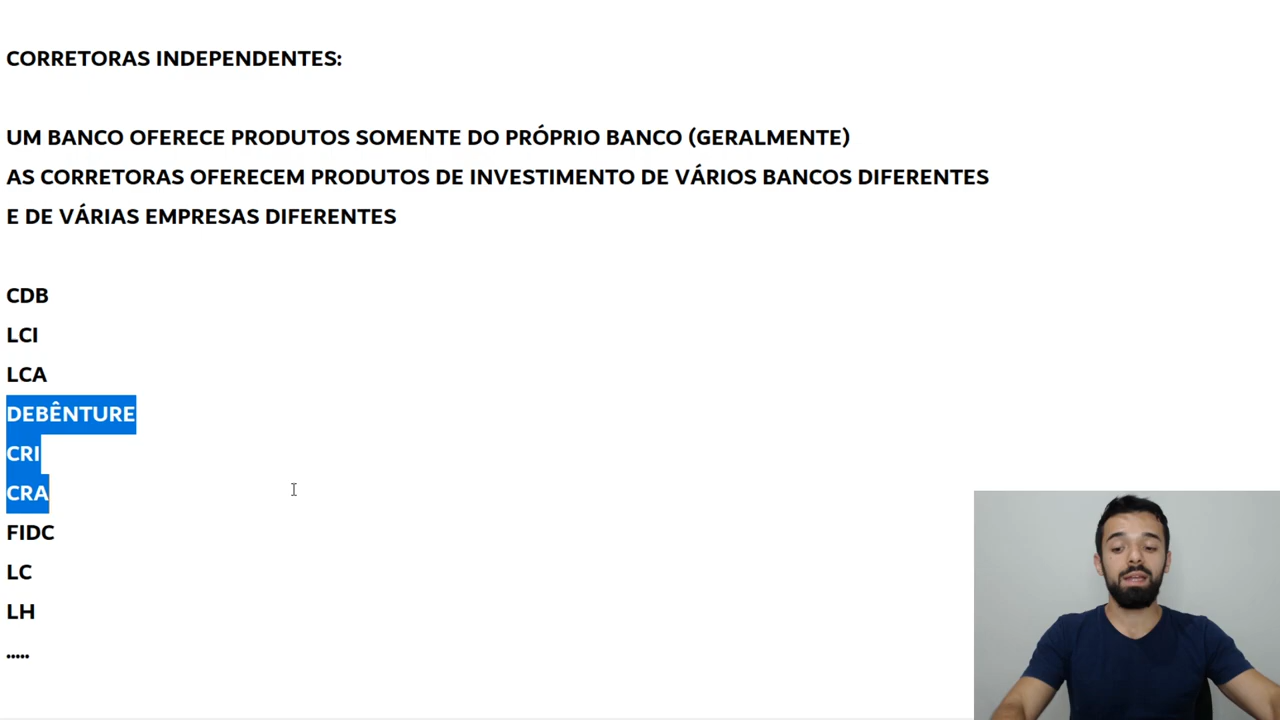 CORRETORAS INDEPENDENTES:
UM BANCO OFERECE PRODUTOS SOMENTE DO PRÓPRIO BANCO (GERALMENTE)
AS CORRETORAS OFERECEM PRODUTOS DE INVESTIMENTO DE VÁRIOS BANCOS DIFERENTES
E DE VÁRIAS EMPRESAS DIFERENTES
CDB
LCI
LCA
DEBÊNTURE
CRI
CRA
FIDC
LC
LH
.....